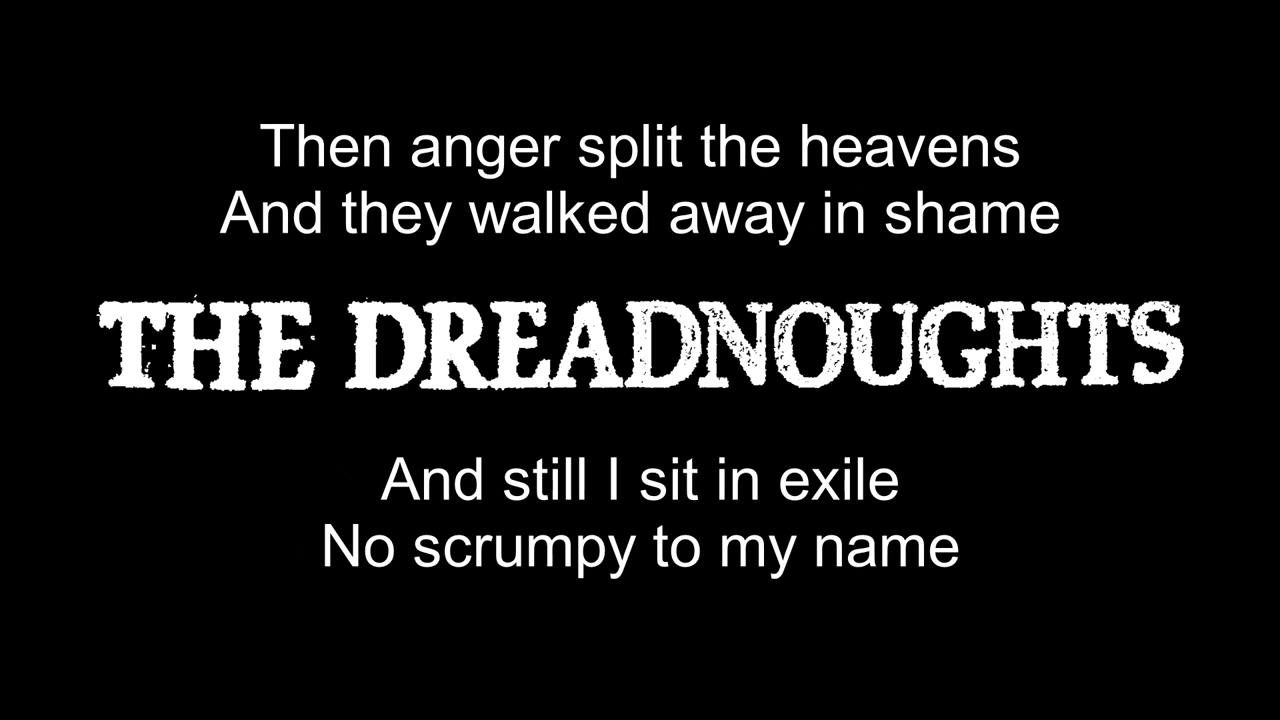 Then anger split the heavens
And they walked away in shame
THE DREADNOUGHTS
And still I sit in exile
No scrumpy to my name